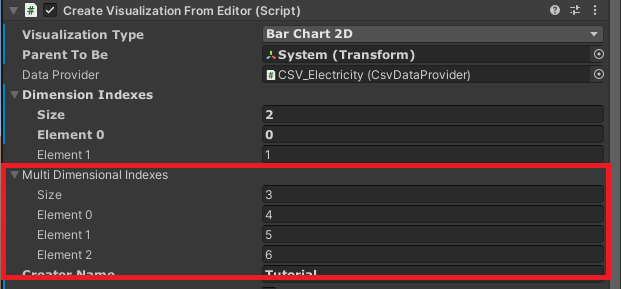 Create Visualization From Editor (Script)
Visualization Type Bar Chart 2D
Parent To Be System (Transform)
Data Provider CSV_Electricity (CsvDataProvider)
Dimension Indexes
Size 2
Element 0 0
Element 1 1
Multi Dimensional Indexes
Size 3
Element 0 4
Element 1 5
Element 2 6
Creator Name Tutorial